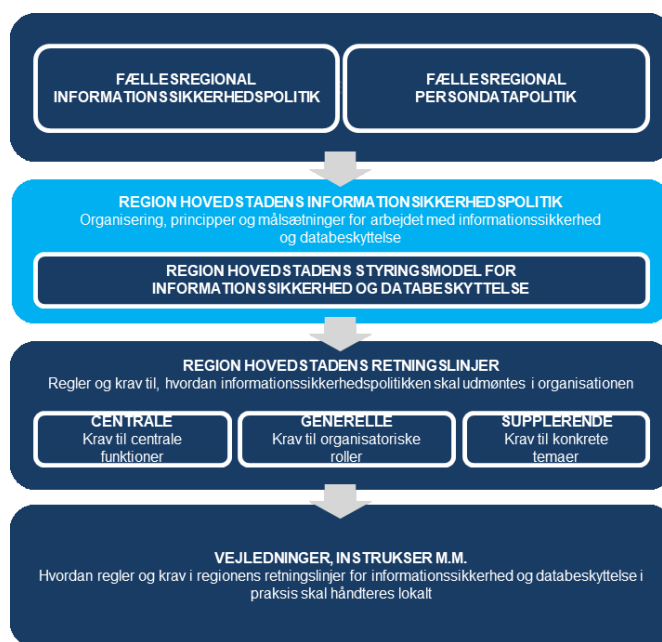 FÆLLESREGIONAL
INFORMATIONSSIKKERHEDSPOLITIK
FÆLLESREGIONAL
PERSONDATAPOLITIK
REGION HOVEDSTADENS INFORMATIONSIKKERHEDSPOLITIK
Organisering, principper og målsætninger for arbejdet med informationssikkerhed
og databeskyttelse
REGION HOVEDSTADENS STYRINGSMODEL FOR
INFORMATIONSSIKKERHED OG DATABESKYTTELSE
REGION HOVEDSTADENS RETNINGSLINJER
Regler og krav til, hvordan informationssikkerhedspolitikken skal udmøntes i organisationen
CENTRALE
Krav til centrale
funktioner
GENERELLE
Krav til organisatoriske
roller
SUPPLERENDE
Krav til konkrete
temaer
VEJLEDNINGER, INSTRUKSER M.M.
Hvordan regler og krav i regionens retningslinjer for informationssikkerhed og databeskyttelse i
praksis skal håndteres lokalt